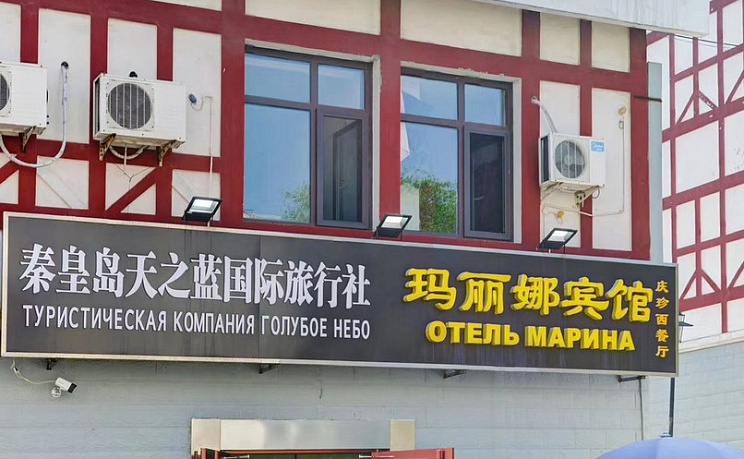 秦皇岛天之蓝国际旅行社
ТУРИСТИЧЕСКАЯ КОМПАНИЯ ГОЛУБОЕ НЕБО
玛丽娜宾馆
ОТЕЛЬ МАРИНА
庆珍西餐厅